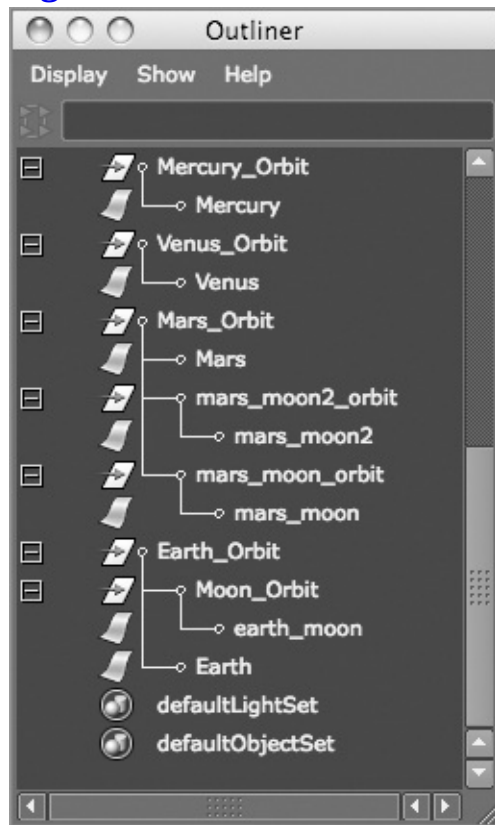 Outliner
Display Show Help
Mercury_Orbit
Mercury
Venus_Orbit
Venus
Mars_Orbit
Mars
mars_moon2_orbit
mars_moon2
mars_moon_orbit
mars_moon
Earth_Orbit
Moon_Orbit
earth_moon
Earth
defaultLightSet
defaultObjectSet